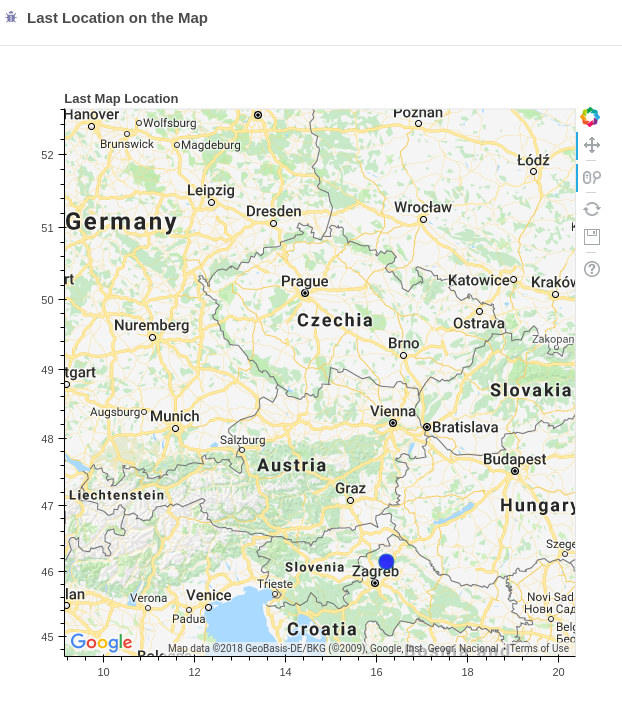 Last Location on the Map
Last Map Location
Hanover
Wolfsburg
Poznań
Brunswick
Magdeburg
52
Łódź
Leipzig
Dresden
Wrocław
51
Germany
Prague
Katowice
Kraków
50
Czechia
Ostrava
Nuremberg
Brno
Zakopan
49
tgart
Slovakia
Augsburg
Munich
Vienna
Bratislava
48
Salzburg
Austria
Budapest
Liechtenstein
Graz
47
Hungary
Szege
46
Slovenia
Zagreb
lan
Verona
Venice
Trieste
Novi Sad
Нови Сад
Padua
45
Croatia
Google
Map data ©2018 GeoBasis-DE/BKG (©2009), Google, Inst. Geogr. Nacional
Terms of Use
10
12
14
16
18
20